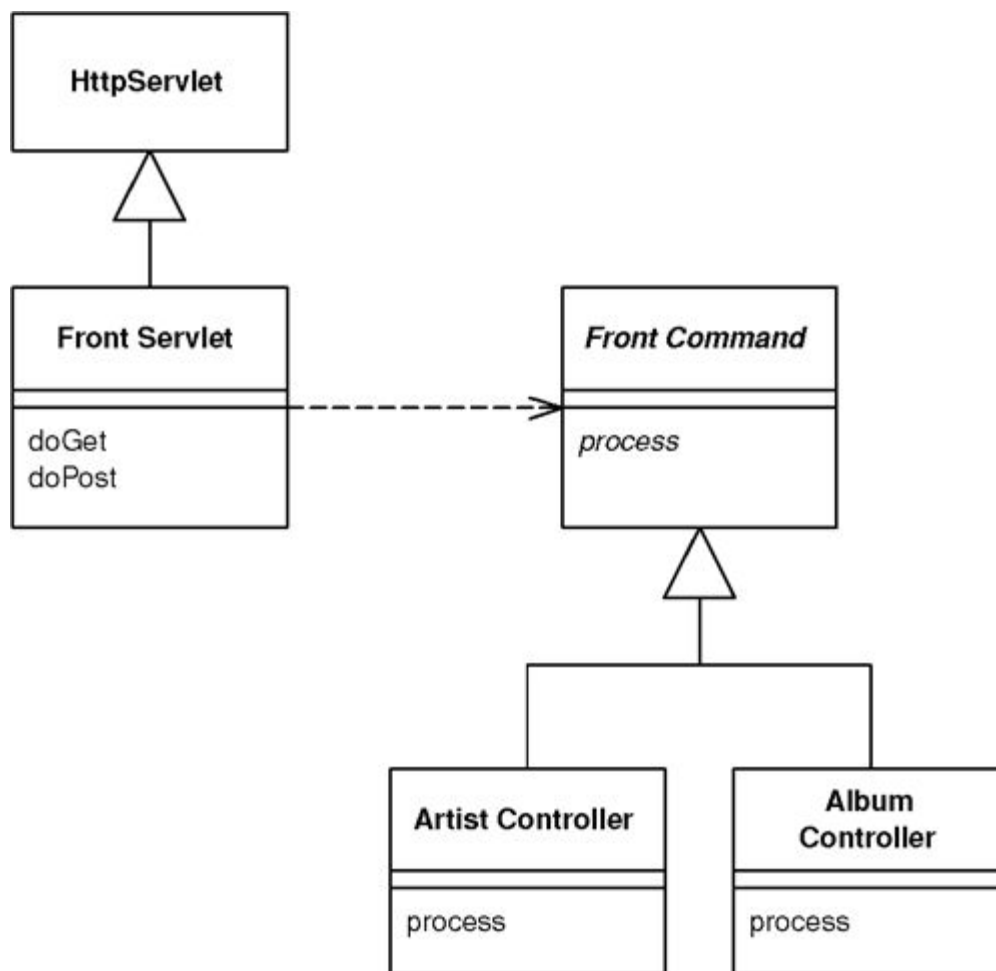 HttpServlet
Front Servlet
doGet
doPost
Front Command
process
Artist Controller
process
Album
Controller
process